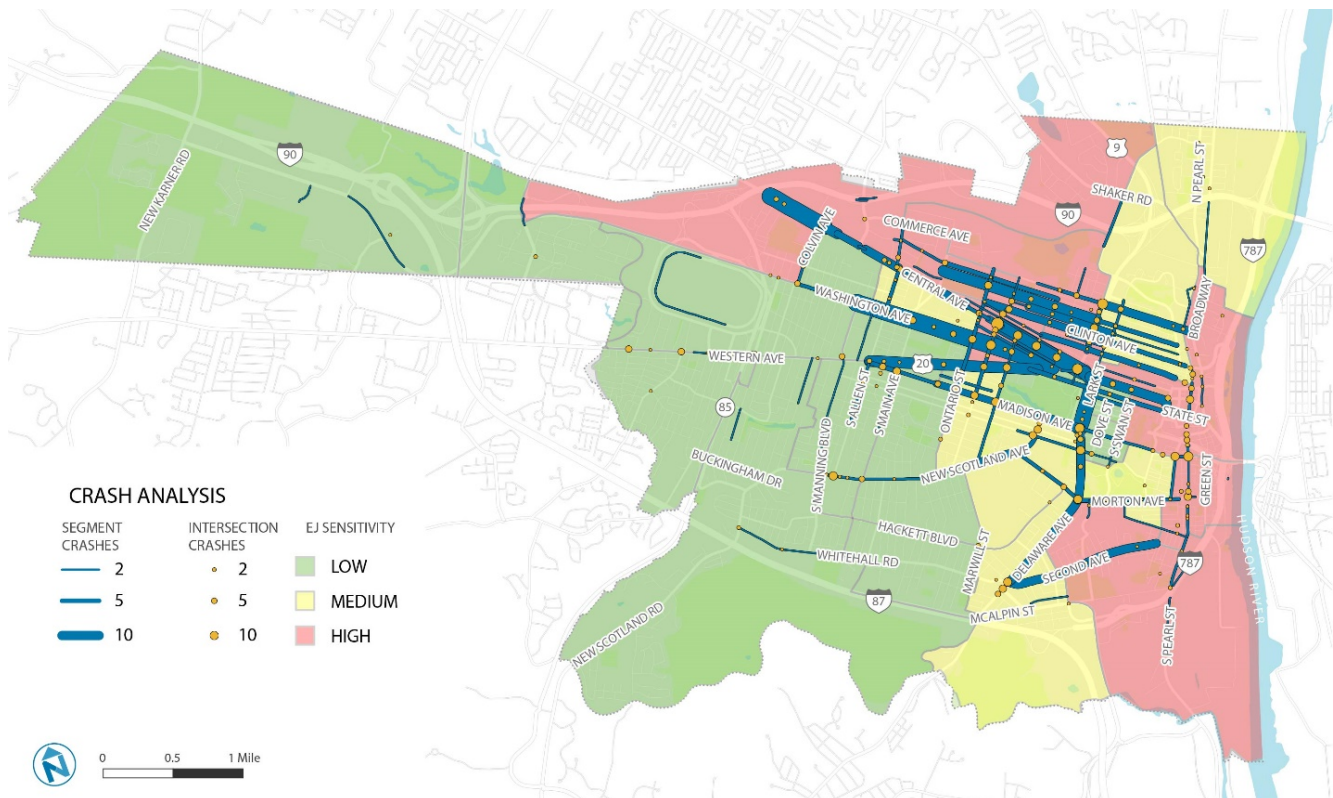 90
NEW KARNER RD
9
N PEARL ST
SHAKER RD
90
787
COLVIN AVE
COMMERCE AVE
CENTRAL AVE
WASHINGTON AVE
BROADWAY
CLINTON AVE
WESTERN AVE
20
S ALLEN ST
S MAIN AVE
ONTARIO ST
LARK ST
DOVE ST
S SWAN ST
STATE ST
MADISON AVE
85
S MANNING BLVD
BUCKINGHAM DR
NEW SCOTLAND AVE
GREEN ST
MORTON AVE
HACKETT BLVD
WHITEHALL RD
MARWILL ST
DELAWARE AVE
SECOND AVE
787
HUDSON RIVER
87
MCALPIN ST
S PEARL ST
NEW SCOTLAND RD
CRASH ANALYSIS
SEGMENT
CRASHES
2
5
10
INTERSECTION
CRASHES
2
5
10
EJ SENSITIVITY
LOW
MEDIUM
HIGH
N
0 0.5 1 Mile